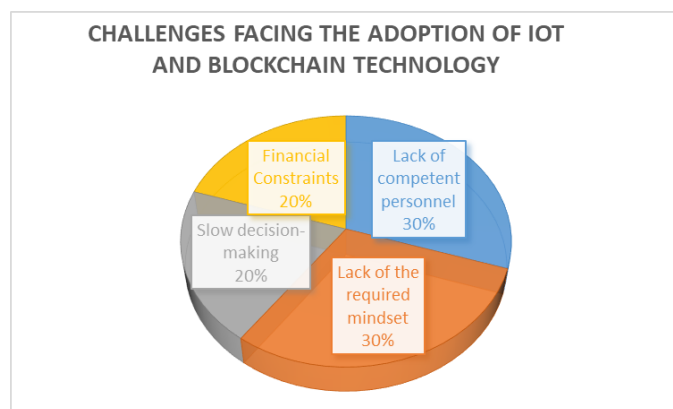 CHALLENGES FACING THE ADOPTION OF IOT
AND BLOCKCHAIN TECHNOLOGY
Financial
Constraints
20%
Lack of
competent
personnel
30%
Slow decision-
making
20%
Lack of the
required
mindset
30%